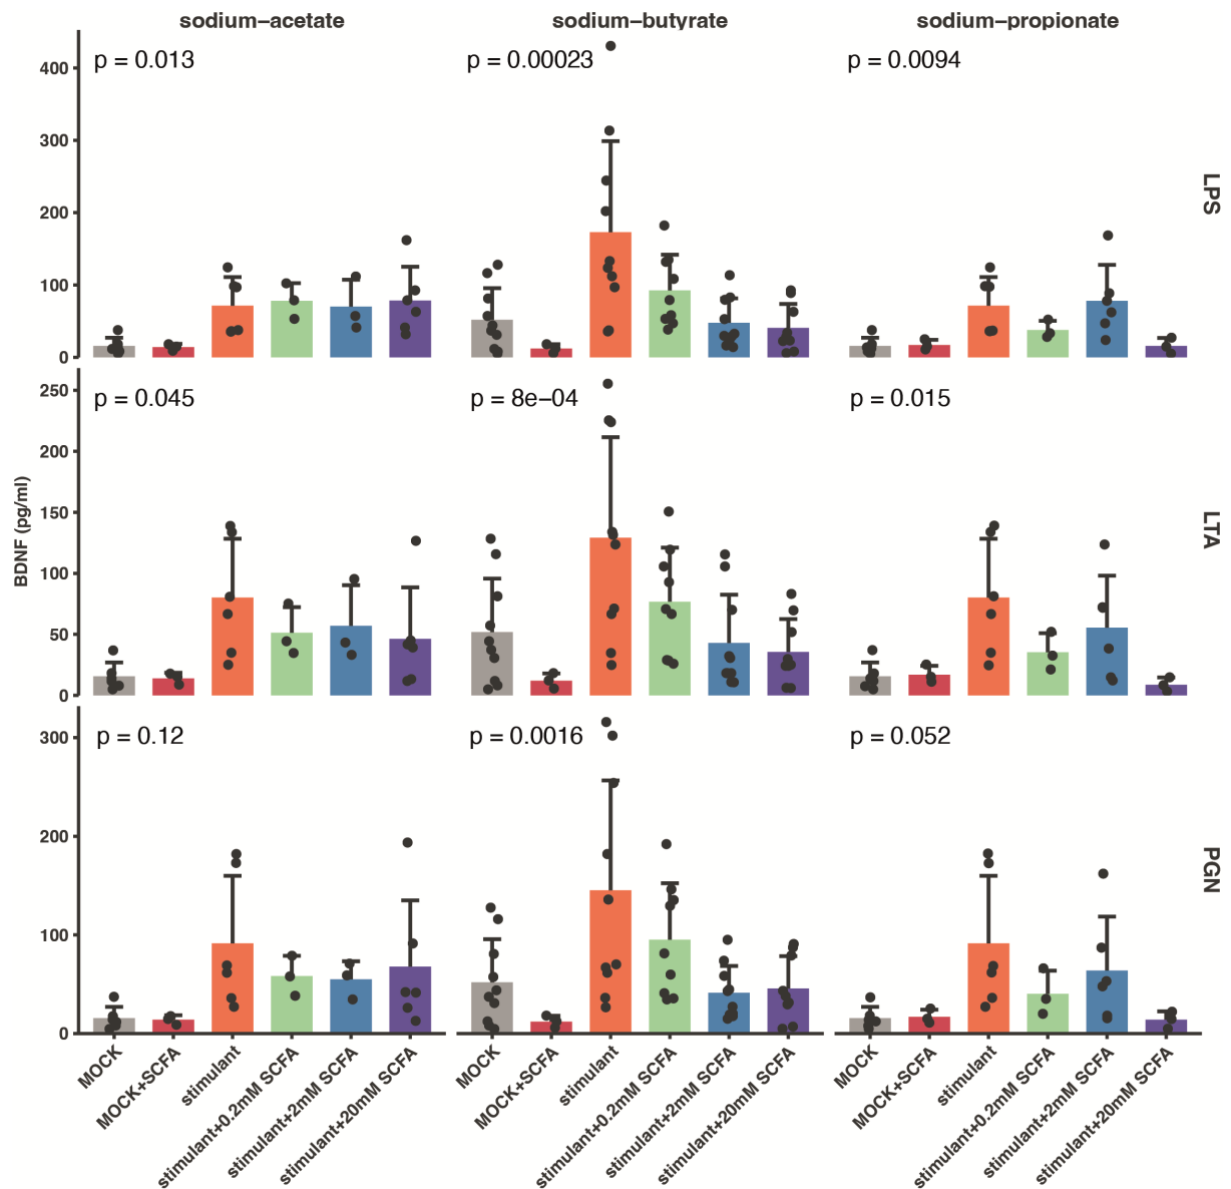 sodium–acetate
sodium–butyrate
sodium–propionate
p = 0.013
p = 0.00023
p = 0.0094
400
300
200
100
0
LPS
p = 0.045
p = 8e−04
p = 0.015
250
200
150
100
50
0
BDNF (pg/ml)
LTA
p = 0.12
p = 0.0016
p = 0.052
300
200
100
0
PGN
MOCK
MOCK+SCFA
stimulant
stimulant+0.2mM SCFA
stimulant+2mM SCFA
stimulant+20mM SCFA
MOCK
MOCK+SCFA
stimulant
stimulant+0.2mM SCFA
stimulant+2mM SCFA
stimulant+20mM SCFA
MOCK
MOCK+SCFA
stimulant
stimulant+0.2mM SCFA
stimulant+2mM SCFA
stimulant+20mM SCFA